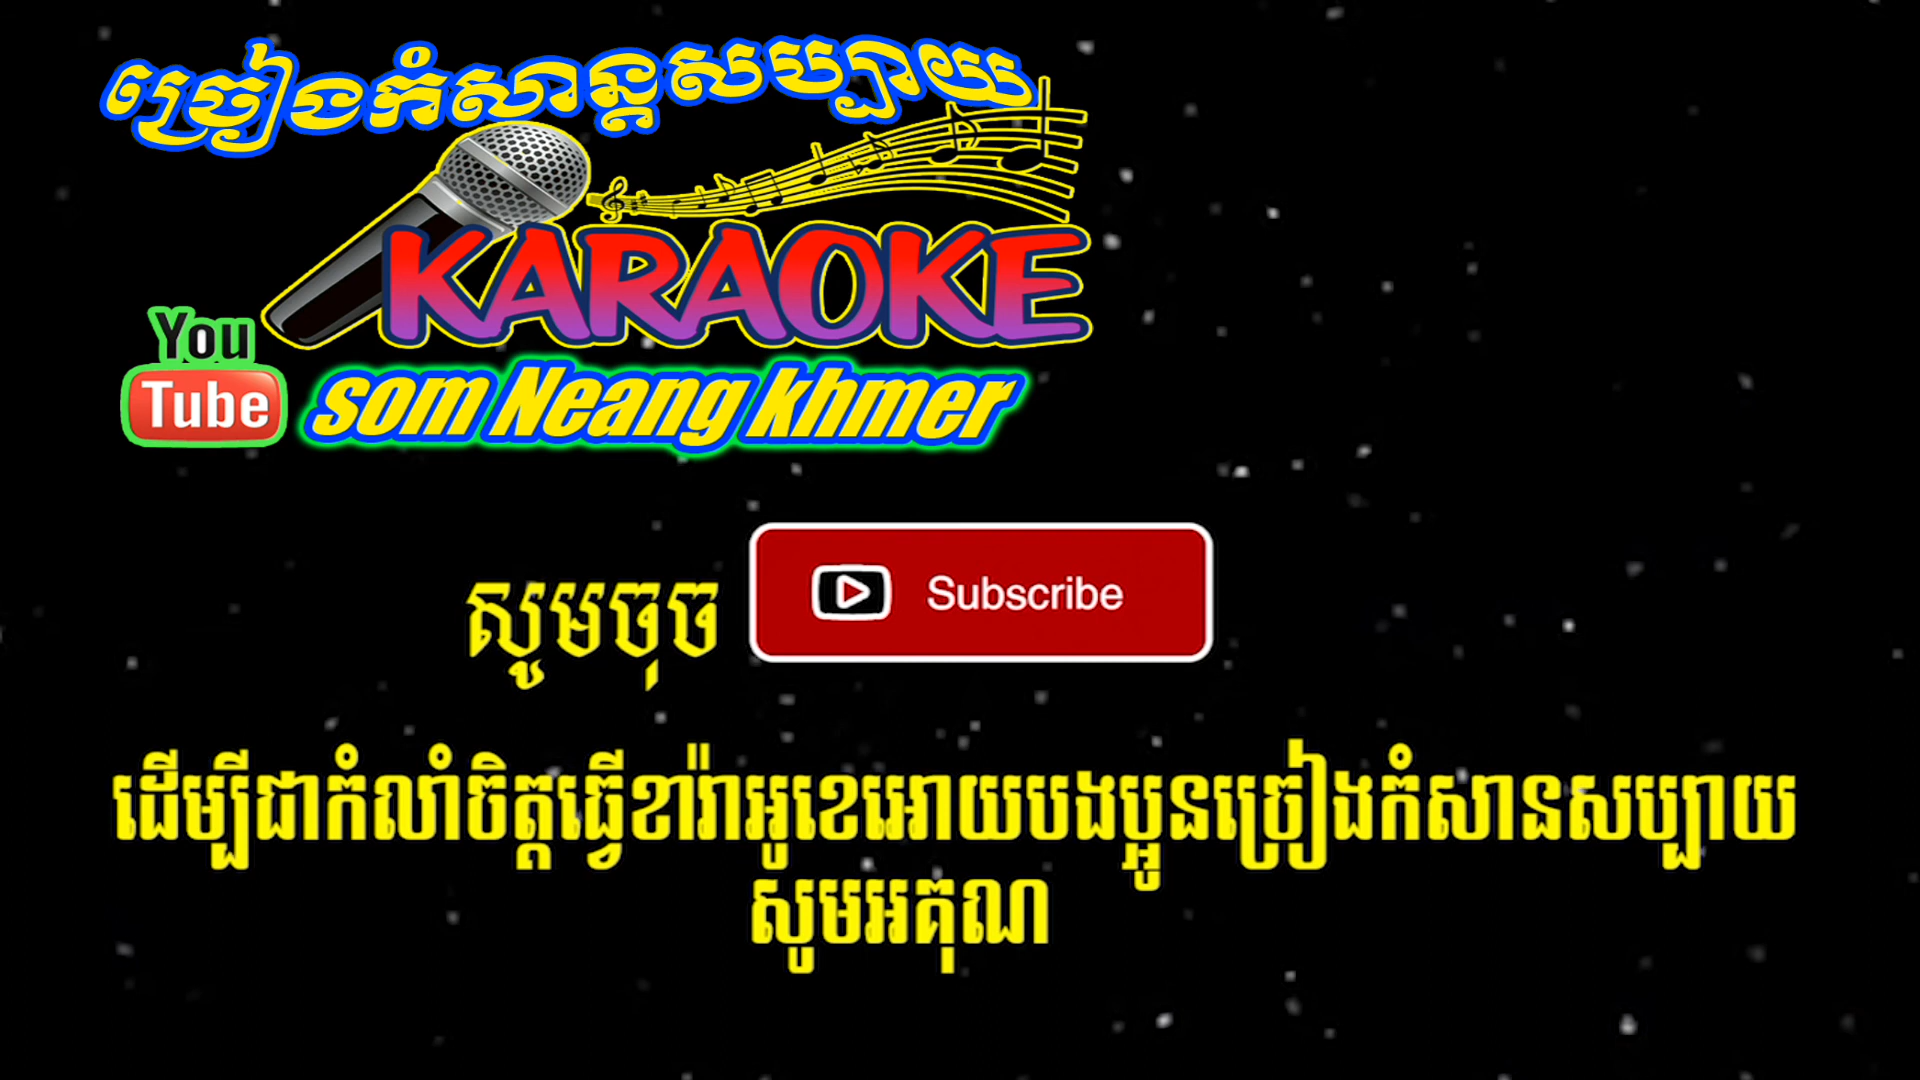 ច្រៀងកំសាន្តសប្បាយ
KARAOKE
You
Tube
som Neang khmer
សូមចុច
Subscribe
ដើម្បីជាកំលាំចិត្តធ្វើខារ៉ាអូខេអោយបងប្អូនច្រៀងកំសានសប្បាយ
សូមអគុណ